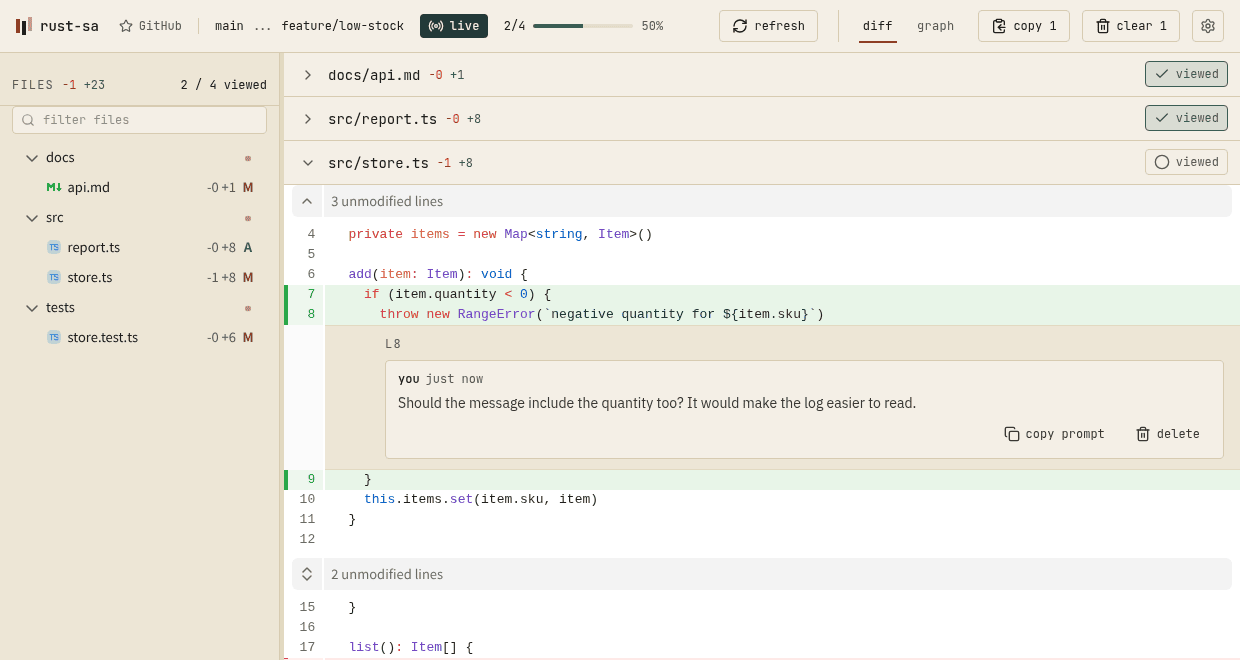 rust-sa GitHub main ... feature/low-stock live 2/4 50% refresh diff graph copy 1 clear 1
FILES -1 +23 2 / 4 viewed
filter files
docs
M↓ api.md -0 +1 M
src
TS report.ts -0 +8 A
TS store.ts -1 +8 M
tests
TS store.test.ts -0 +6 M
docs/api.md -0 +1 viewed
src/report.ts -0 +8 viewed
src/store.ts -1 +8 viewed
3 unmodified lines
4 private items = new Map<string, Item>()
5
6 add(item: Item): void {
7 if (item.quantity < 0) {
8 throw new RangeError(`negative quantity for ${item.sku}`)
L8
you just now
Should the message include the quantity too? It would make the log easier to read.
copy prompt delete
9 }
10 this.items.set(item.sku, item)
11 }
12
2 unmodified lines
15 }
16
17 list(): Item[] {